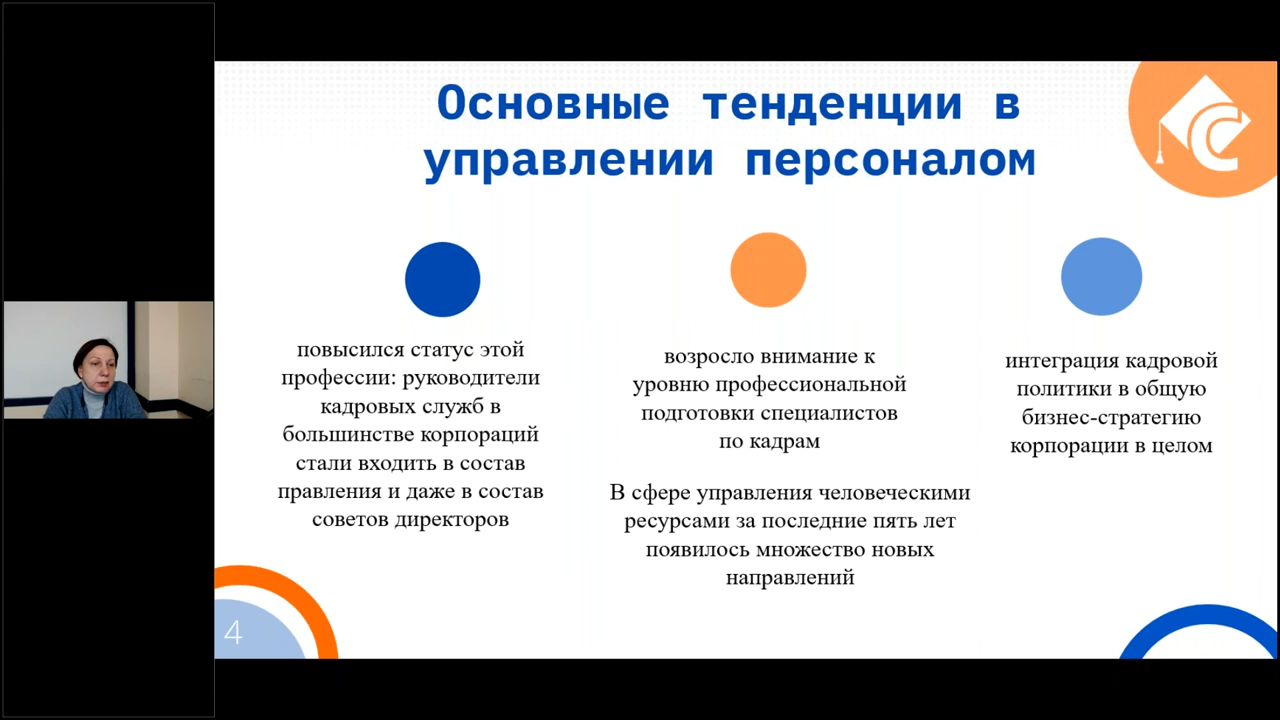 Основные тенденции в
управлении персоналом
повысился статус этой
профессии: руководители
кадровых служб в
большинстве корпораций
стали входить в состав
правления и даже в состав
советов директоров
возросло внимание к
уровню профессиональной
подготовки специалистов
по кадрам
В сфере управления человеческими
ресурсами за последние пять лет
появилось множество новых
направлений
интеграция кадровой
политики в общую
бизнес-стратегию
корпорации в целом
4